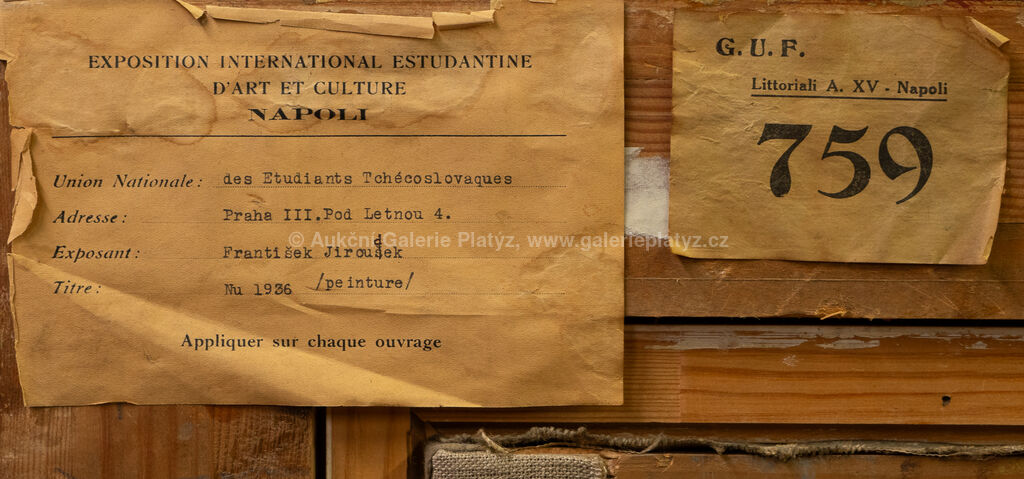 EXPOSITION INTERNATIONAL ESTUDANTINE
D'ART ET CULTURE
NAPOLI
Union Nationale: des Etudiants Tchécoslovaques
Adresse: Praha III.Pod Letnou 4.
Exposant: František Jiroudek
Titre: Nu 1936 /peinture/
Appliquer sur chaque ouvrage
G. U. F.
Littoriali A. XV - Napoli
759
© Aukční Galerie Platýz, www.galerieplatyz.cz